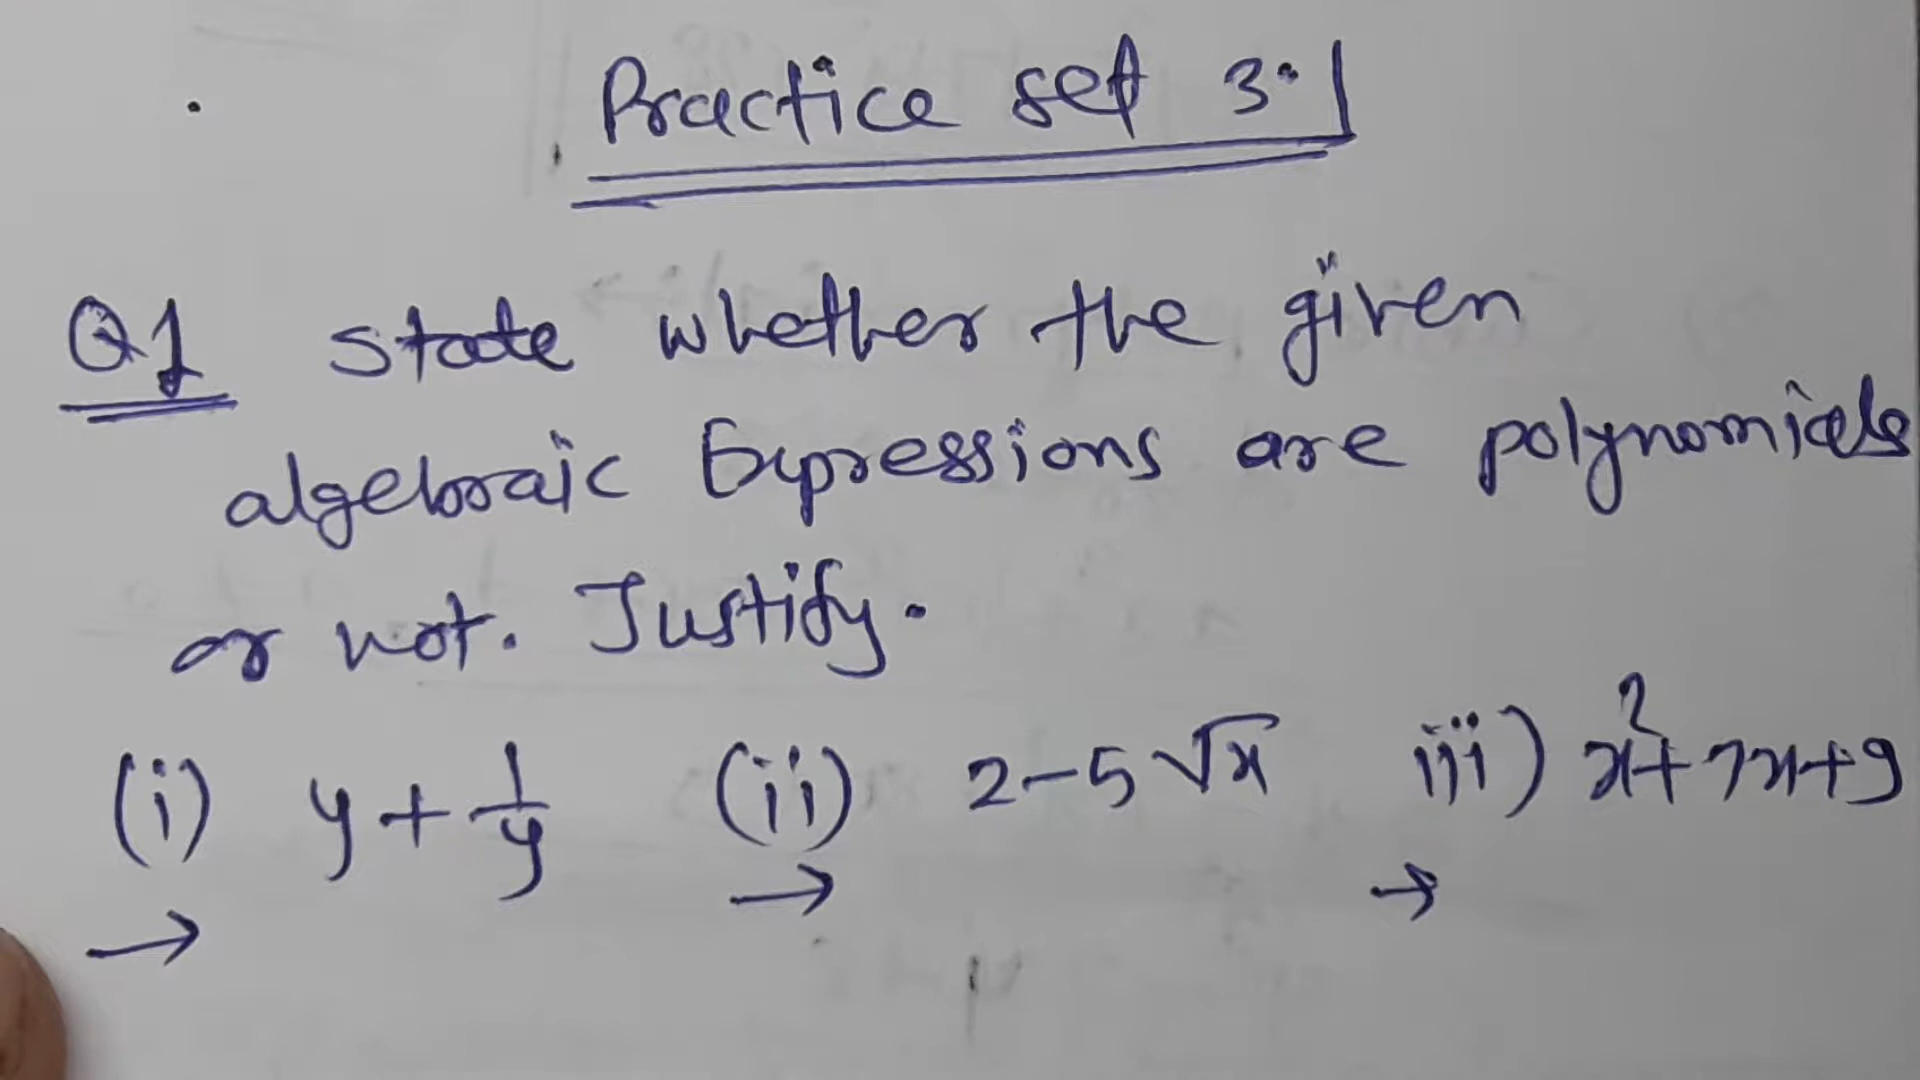 Practice set 3.1
Q1 State whether the given
algebraic Expressions are polynomials
or not. Justify.
(i) y + 1/y (ii) 2-5√x iii) x²+7x+9
→ → →